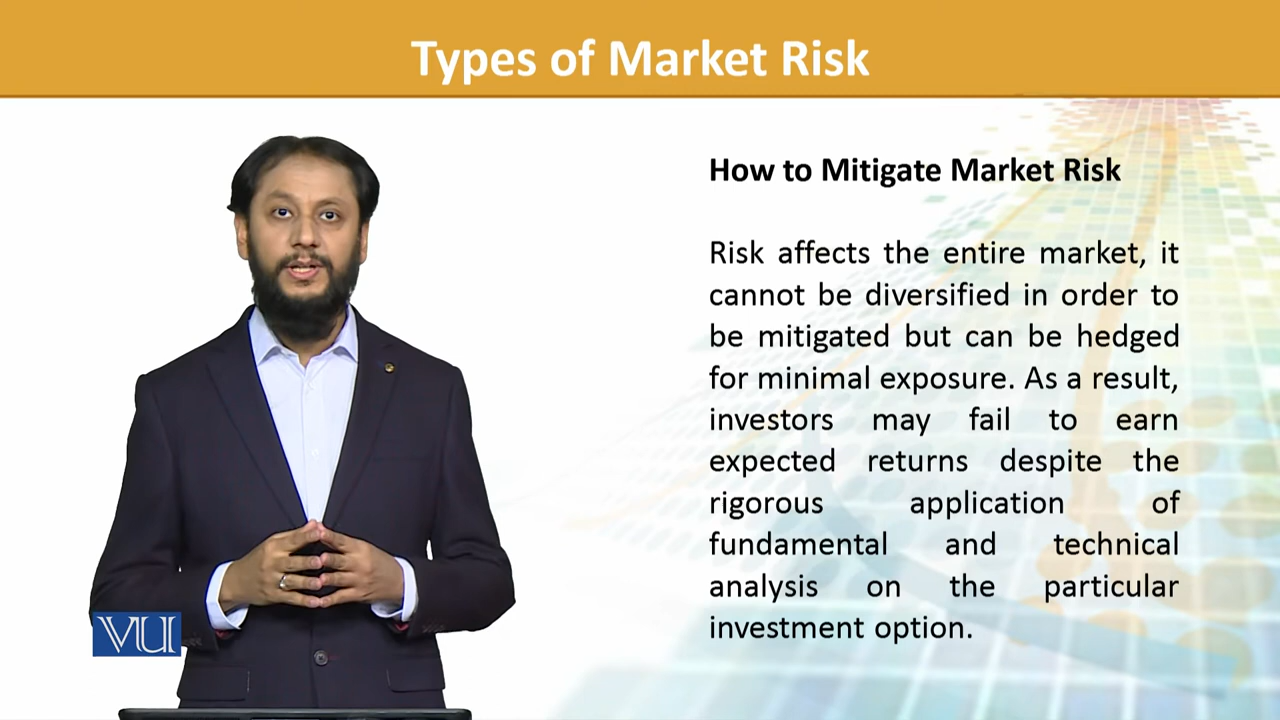 Types of Market Risk
How to Mitigate Market Risk
Risk affects the entire market, it
cannot be diversified in order to
be mitigated but can be hedged
for minimal exposure. As a result,
investors may fail to earn
expected returns despite the
rigorous application of
fundamental and technical
analysis on the particular
investment option.
VU